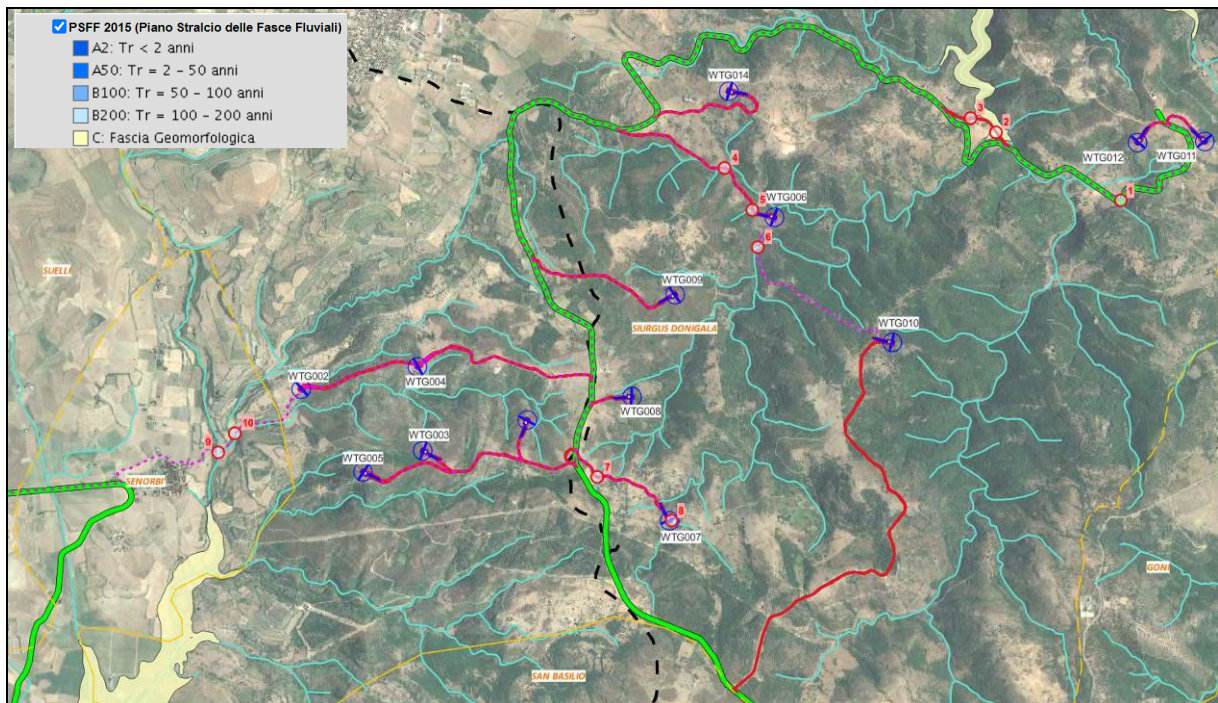 PSFF 2015 (Piano Stralcio delle Fasce Fluviali)
A2: Tr < 2 anni
A50: Tr = 2 - 50 anni
B100: Tr = 50 - 100 anni
B200: Tr = 100 - 200 anni
C: Fascia Geomorfologica
WTG014
3
2
WTG012
WTG011
1
4
5
WTG006
6
SUELLI
WTG009
SIURGUS DONIGALA
WTG010
WTG002
WTG004
WTG008
10
9
WTG003
WTG005
SENORBI'
7
8
WTG007
GONI
SAN BASILIO